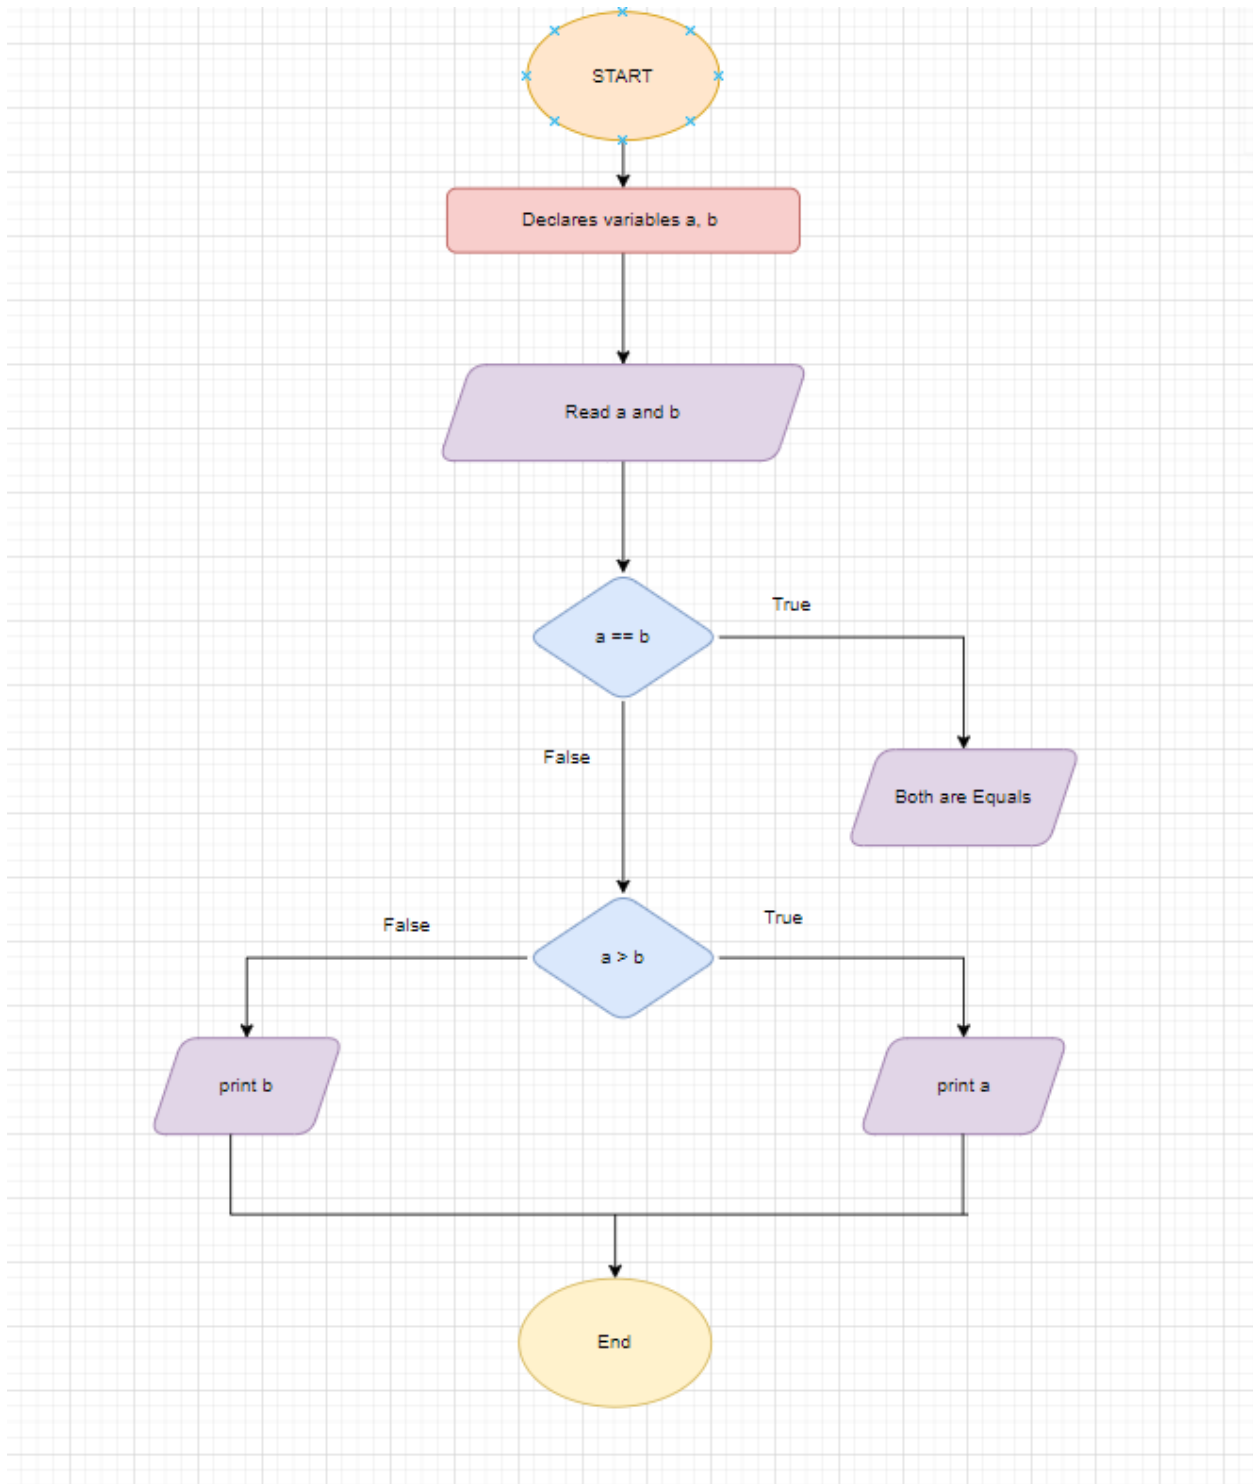 START
Declares variables a, b
Read a and b
a == b
True
False
Both are Equals
a > b
False
True
print b
print a
End